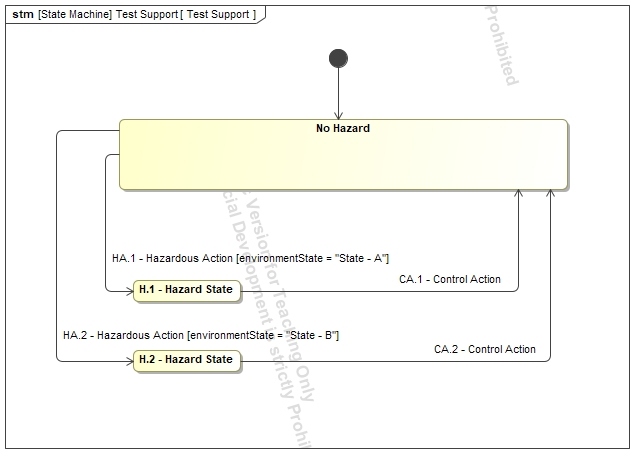 stm [State Machine] Test Support [ Test Support ]
Prohibited
No Hazard
Version for Teaching Only
cial Development is strictly Prohi
HA.1 - Hazardous Action [environmentState = "State - A"]
CA.1 - Control Action
H.1 - Hazard State
HA.2 - Hazardous Action [environmentState = "State - B"]
CA.2 - Control Action
H.2 - Hazard State